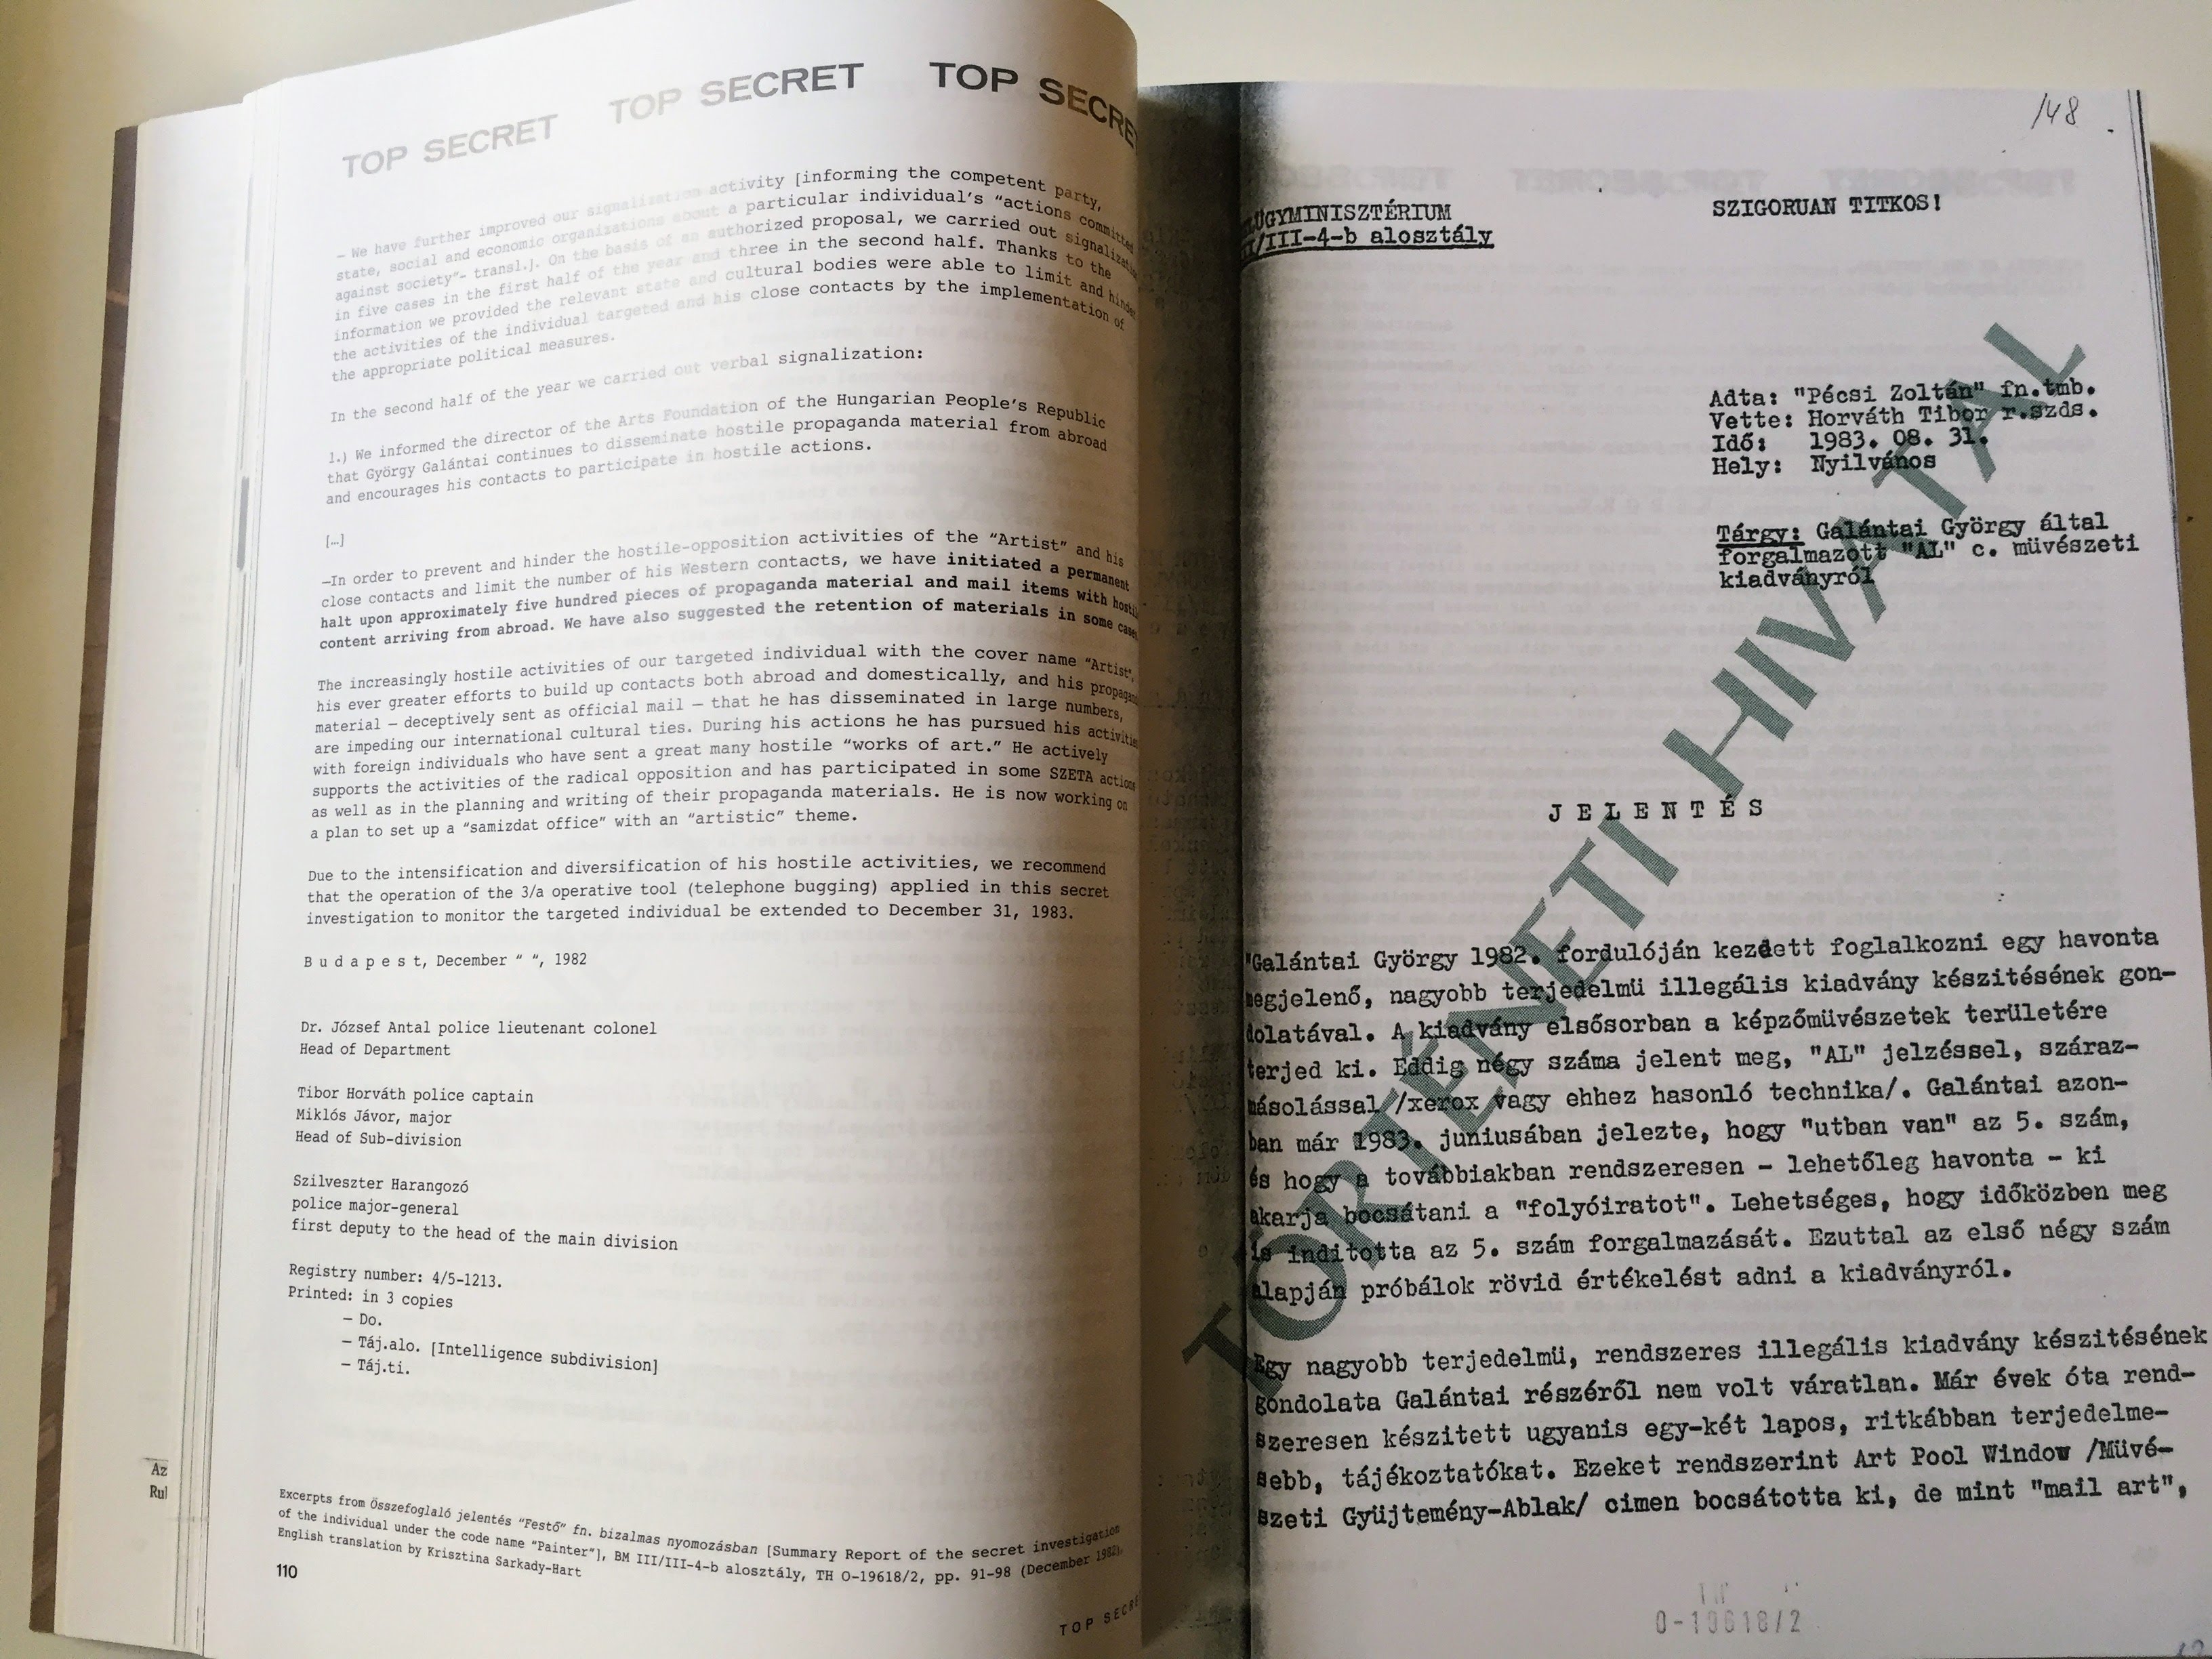 TOP SECRET TOP SECRET TOP SECRE
– We have further improved our signalization activity [informing the competent party,
state, social and economic organizations about a particular individual's "actions committed
against society"- transl.]. On the basis of an authorized proposal, we carried out signalization
in five cases in the first half of the year and three in the second half. Thanks to the
information we provided the relevant state and cultural bodies were able to limit and hinder
the activities of the individual targeted and his close contacts by the implementation of
the appropriate political measures.
In the second half of the year we carried out verbal signalization:
1.) We informed the director of the Arts Foundation of the Hungarian People's Republic
that György Galántai continues to disseminate hostile propaganda material from abroad
and encourages his contacts to participate in hostile actions.
[…]
–In order to prevent and hinder the hostile-opposition activities of the "Artist" and his
close contacts and limit the number of his Western contacts, we have initiated a permanent
halt upon approximately five hundred pieces of propaganda material and mail items with hostil
content arriving from abroad. We have also suggested the retention of materials in some cases
The increasingly hostile activities of our targeted individual with the cover name "Artist",
his ever greater efforts to build up contacts both abroad and domestically, and his propagan
material – deceptively sent as official mail – that he has disseminated in large numbers,
are impeding our international cultural ties. During his actions he has pursued his activities
with foreign individuals who have sent a great many hostile "works of art." He actively
supports the activities of the radical opposition and has participated in some SZETA actions
as well as in the planning and writing of their propaganda materials. He is now working on
a plan to set up a "samizdat office" with an "artistic" theme.
Due to the intensification and diversification of his hostile activities, we recommend
that the operation of the 3/a operative tool (telephone bugging) applied in this secret
investigation to monitor the targeted individual be extended to December 31, 1983.
B u d a p e s t, December " ", 1982
Dr. József Antal police lieutenant colonel
Head of Department
Tibor Horváth police captain
Miklós Jávor, major
Head of Sub-division
Szilveszter Harangozó
police major-general
first deputy to the head of the main division
Registry number: 4/5-1213.
Printed: in 3 copies
– Do.
– Táj.alo. [Intelligence subdivision]
– Táj.ti.
Az
Rul
Excerpts from Összefoglaló jelentés "Festő" fn. bizalmas nyomozásban [Summary Report of the secret investigation
of the individual under the code name "Painter"], BM III/III-4-b alosztály, TH O-19618/2, pp. 91-98 (December 1982).
English translation by Krisztina Sarkady-Hart
110
TOP SECRE
148
LÜGYMINISZTÉRIUM
I/III-4-b alosztály
SZIGORUAN TITKOS!
Adta: "Pécsi Zoltán" fn.tmb.
Vette: Horváth Tibor r.szds.
Idő: 1983. 08. 31.
Hely: Nyilvános
Tárgy: Galántai György által
forgalmazott "AL" c. müvészeti
kiadványról
J E L E N T É S
"Galántai György 1982. fordulóján kezdett foglalkozni egy havonta
megjelenő, nagyobb terjedelmü illegális kiadvány készitésének gon-
dolatával. A kiadvány elsősorban a képzőmüvészetek területére
terjed ki. Eddig négy száma jelent meg, "AL" jelzéssel, száraz-
másolással /xerox vagy ehhez hasonló technika/. Galántai azon-
ban már 1983. juniusában jelezte, hogy "utban van" az 5. szám,
és hogy a továbbiakban rendszeresen – lehetőleg havonta – ki
akarja bocsátani a "folyóiratot". Lehetséges, hogy időközben meg
is inditotta az 5. szám forgalmazását. Ezuttal az első négy szám
alapján próbálok rövid értékelést adni a kiadványról.
Egy nagyobb terjedelmü, rendszeres illegális kiadvány készitésének
gondolata Galántai részéről nem volt váratlan. Már évek óta rend-
szeresen készitett ugyanis egy-két lapos, ritkábban terjedelme-
sebb, tájékoztatókat. Ezeket rendszerint Art Pool Window /Müvé-
szeti Gyüjtemény-Ablak/ cimen bocsátotta ki, de mint "mail art",
TÖRTÉNETI HIVATAL
O-19618/2